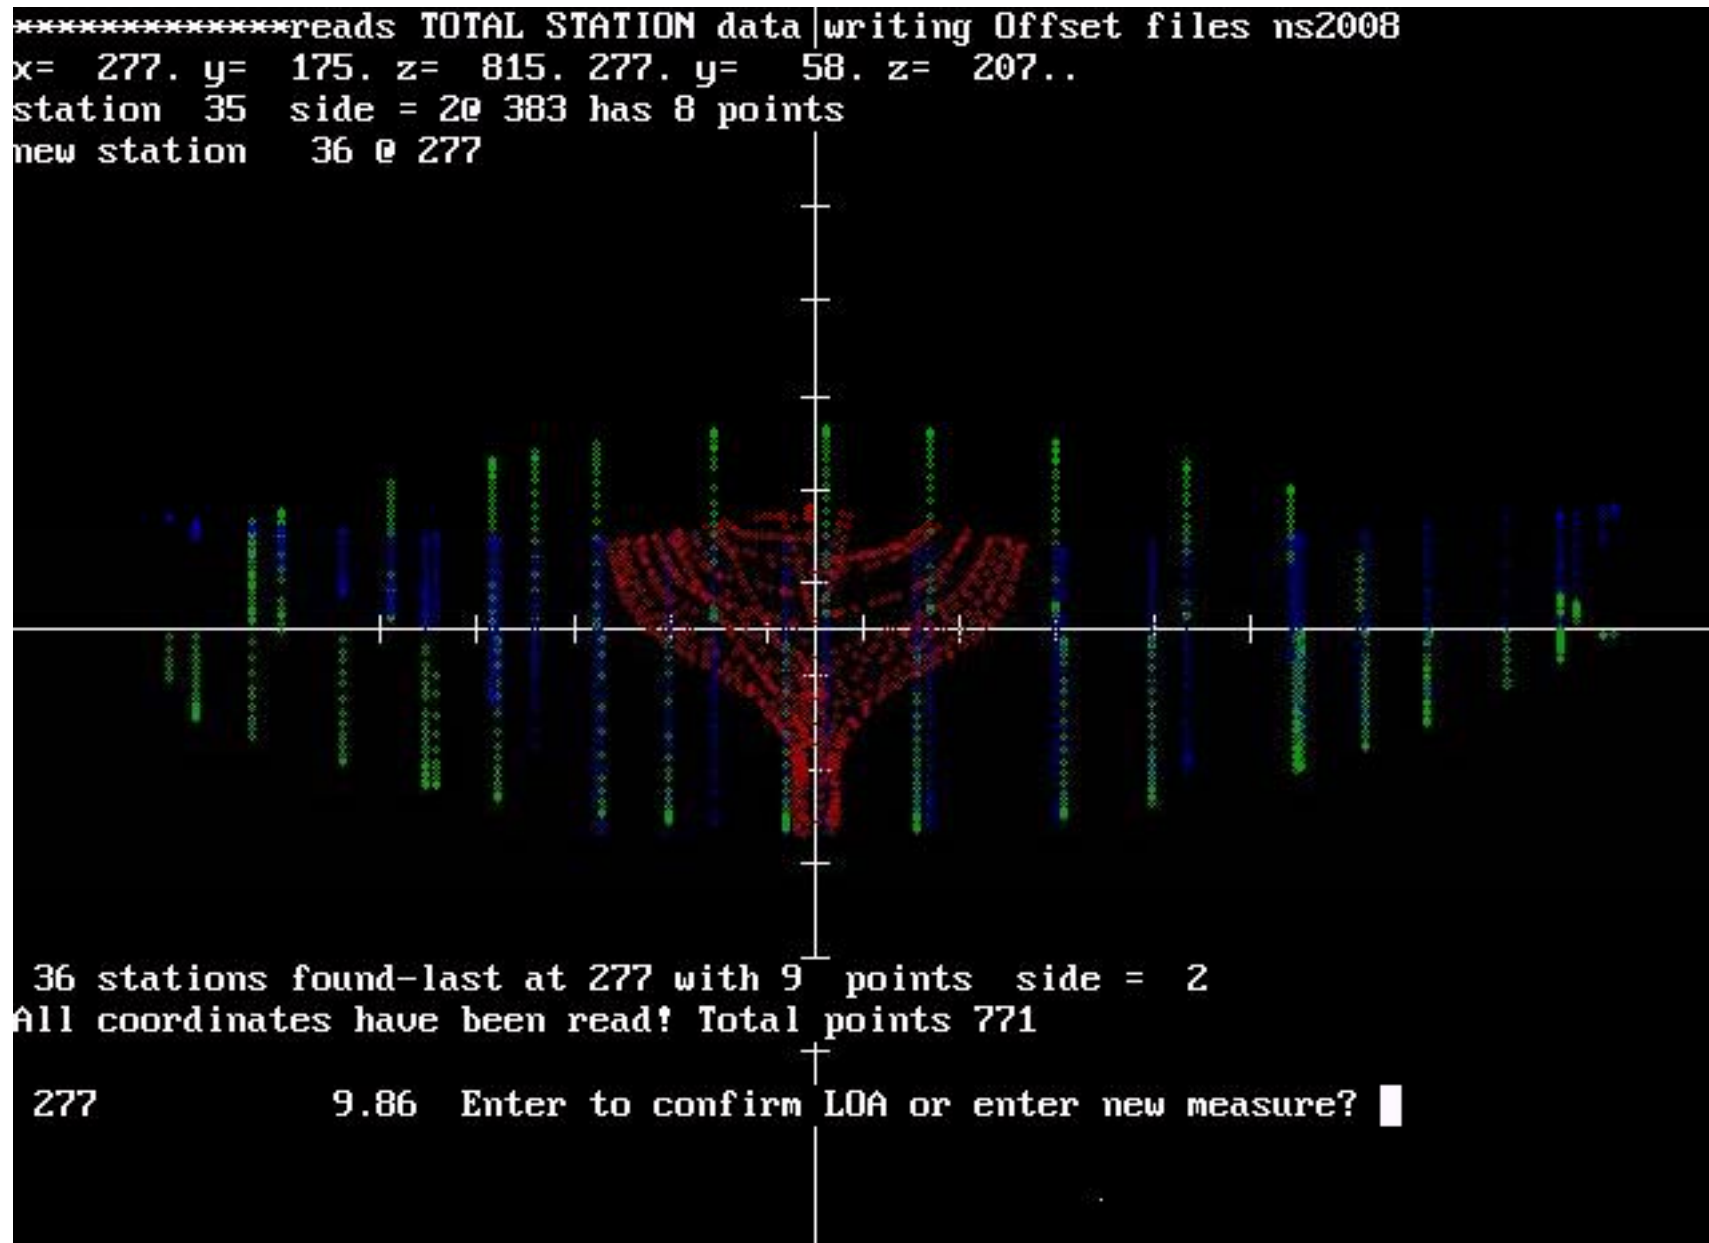 *************reads TOTAL STATION data writing Offset files ns2008
x=  277. y=  175. z=  815. 277. y=   58. z=  207..
station  35  side = 2@ 383 has 8 points
new station   36 @ 277
36 stations found-last at 277 with 9  points  side =  2
All coordinates have been read! Total points 771
277           9.86  Enter to confirm LOA or enter new measure?